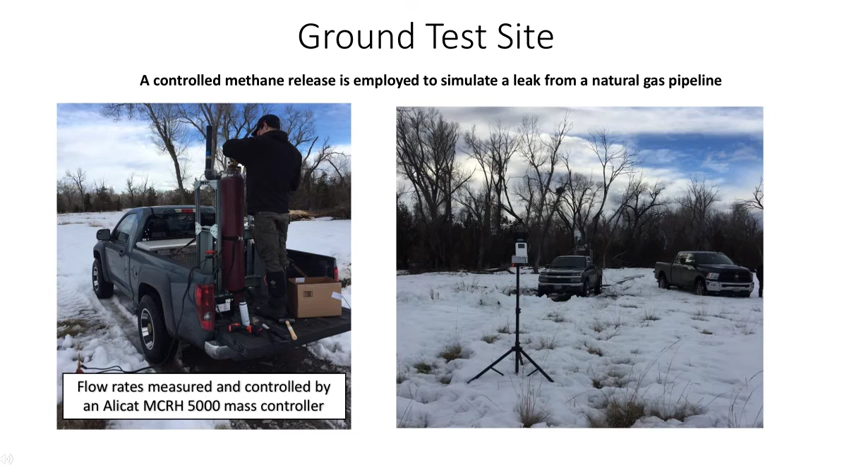 Ground Test Site
A controlled methane release is employed to simulate a leak from a natural gas pipeline
Flow rates measured and controlled by
an Alicat MCRH 5000 mass controller